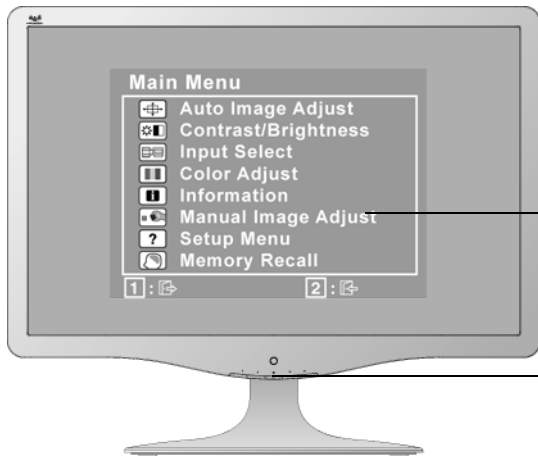 Main Menu
Auto Image Adjust
Contrast/Brightness
Input Select
Color Adjust
Information
Manual Image Adjust
? Setup Menu
Memory Recall
1 : 2 :